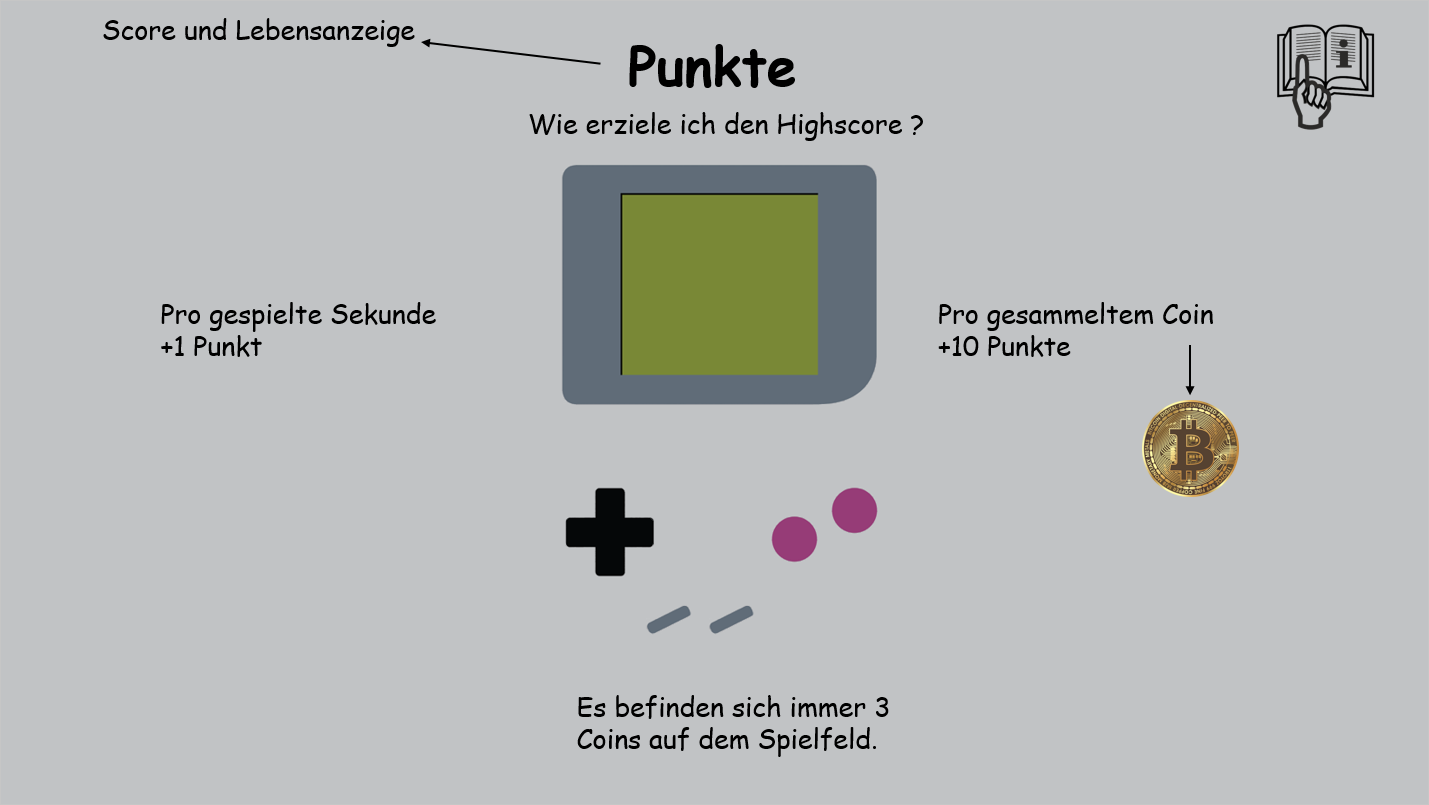 Score und Lebensanzeige
Punkte
Wie erziele ich den Highscore ?
Pro gespielte Sekunde
+1 Punkt
Pro gesammeltem Coin
+10 Punkte
Es befinden sich immer 3
Coins auf dem Spielfeld.